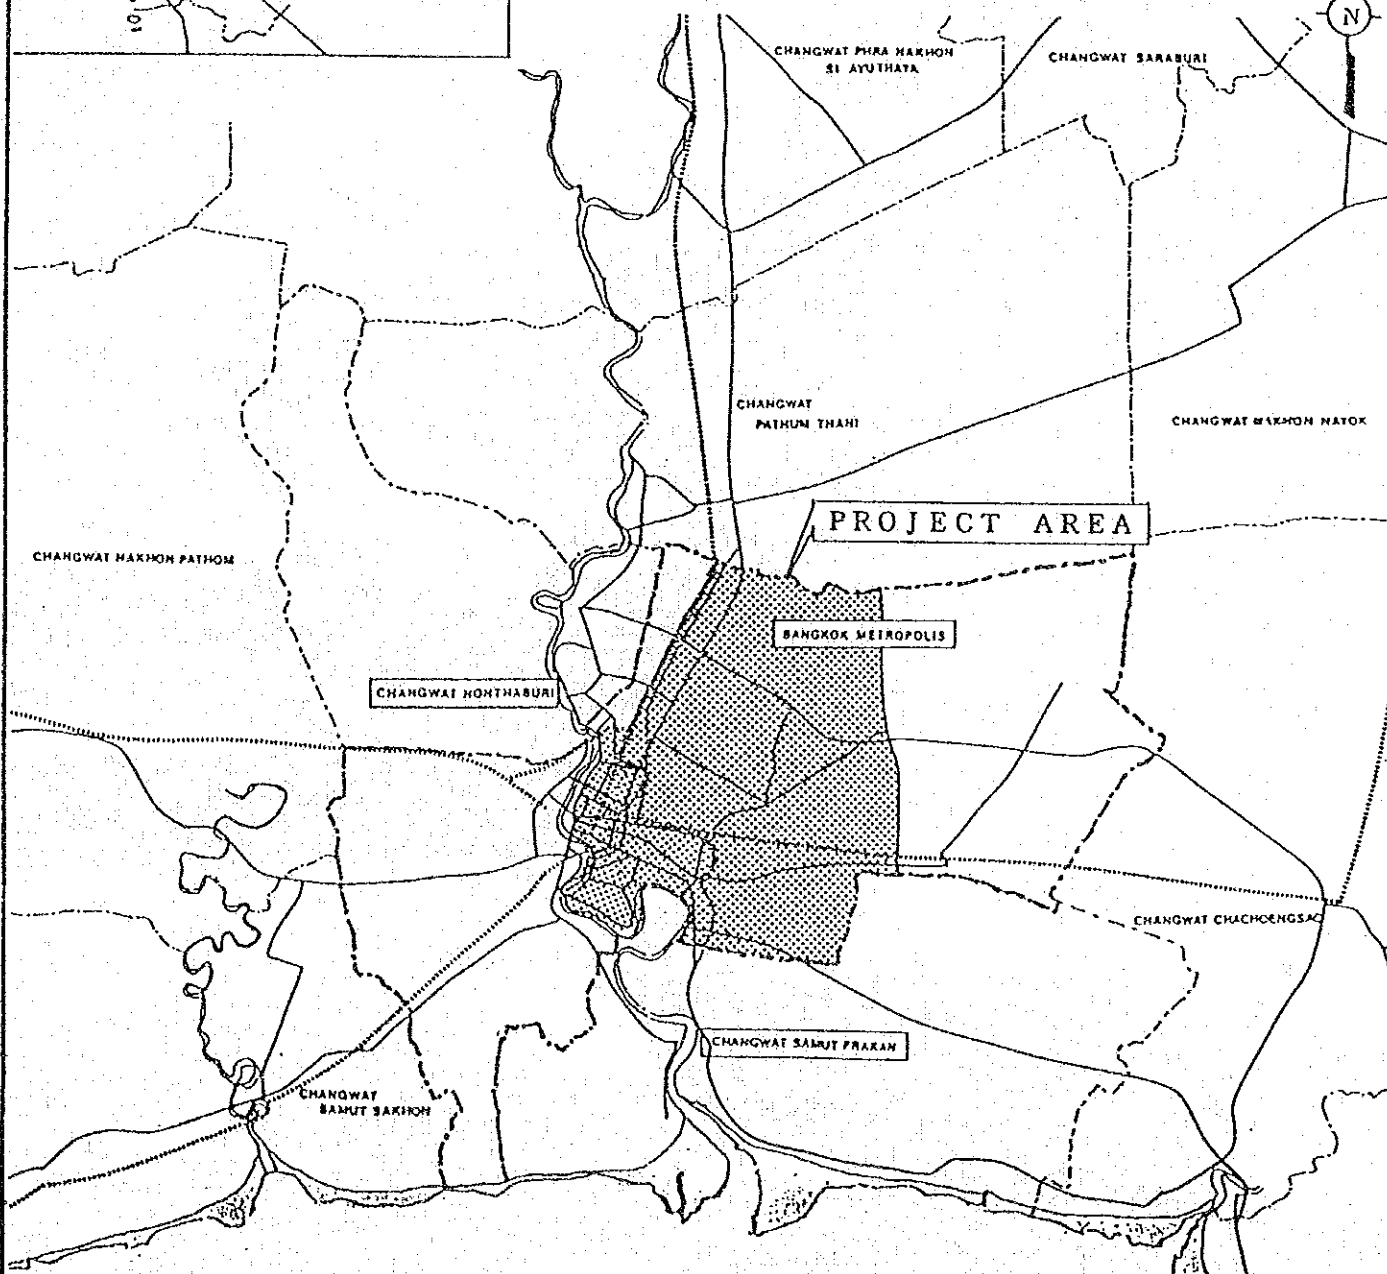 10
N
CHANGWAT PHRA NAKHON
SI AYUTHAYA
CHANGWAT SARABURI
CHANGWAT
PATHUM THANI
CHANGWAT NAKHON NAYOK
PROJECT AREA
CHANGWAT NAKHON PATHOM
BANGKOK METROPOLIS
CHANGWAT NONTHABURI
CHANGWAT CHACHOENGSAO
CHANGWAT SAMUT PRAKAN
CHANGWAT
SAMUT SAKHON